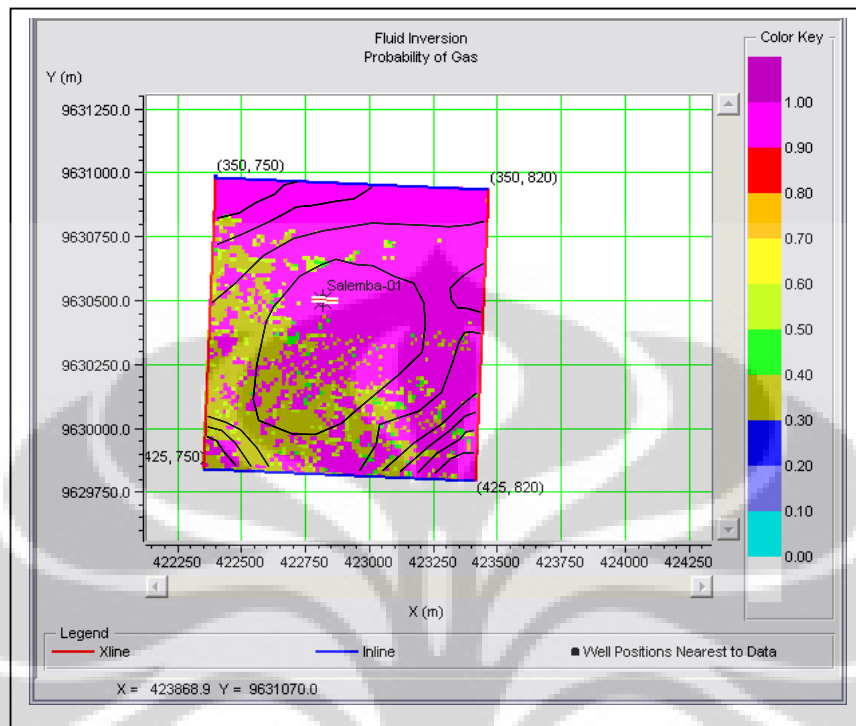 Fluid Inversion
Probability of Gas
Color Key
Y (m)
9631250.0
9631000.0
9630750.0
9630500.0
9630250.0
9630000.0
9629750.0
(350, 750)
(350, 820)
Salemba-01
425, 750)
(425, 820)
1.00
0.90
0.80
0.70
0.60
0.50
0.40
0.30
0.20
0.10
0.00
422250 422500 422750 423000 423250 423500 423750 424000 424250
X (m)
Legend
Xline Inline Well Positions Nearest to Data
X = 423868.9 Y = 9631070.0